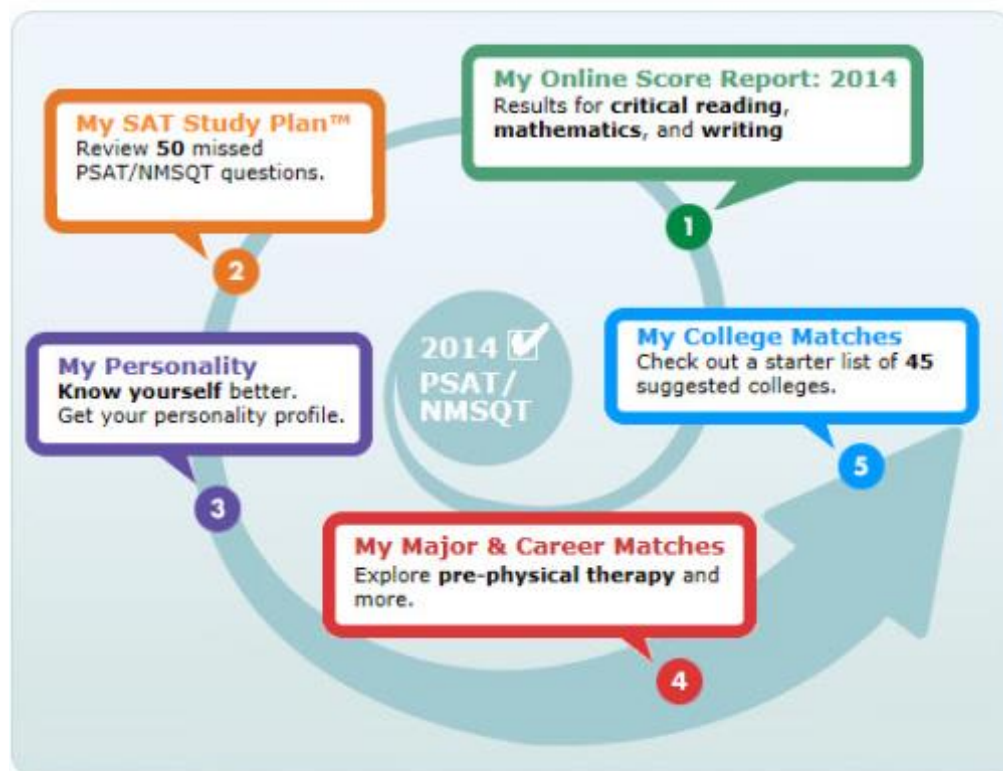 My Online Score Report: 2014
Results for critical reading,
mathematics, and writing
1
My SAT Study Plan™
Review 50 missed
PSAT/NMSQT questions.
2
My Personality
Know yourself better.
Get your personality profile.
3
2014
PSAT/
NMSQT
My Major & Career Matches
Explore pre-physical therapy and
more.
4
My College Matches
Check out a starter list of 45
suggested colleges.
5